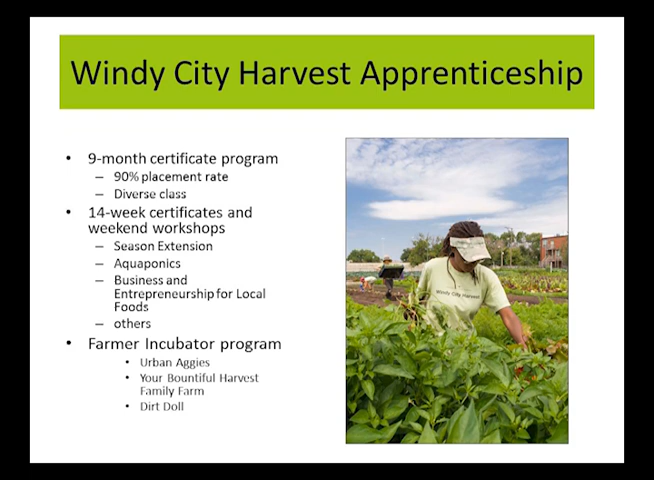 Windy City Harvest Apprenticeship
• 9-month certificate program
– 90% placement rate
– Diverse class
• 14-week certificates and
weekend workshops
– Season Extension
– Aquaponics
– Business and
Entrepreneurship for Local
Foods
– others
• Farmer Incubator program
• Urban Aggies
• Your Bountiful Harvest
Family Farm
• Dirt Doll
Windy City Harvest